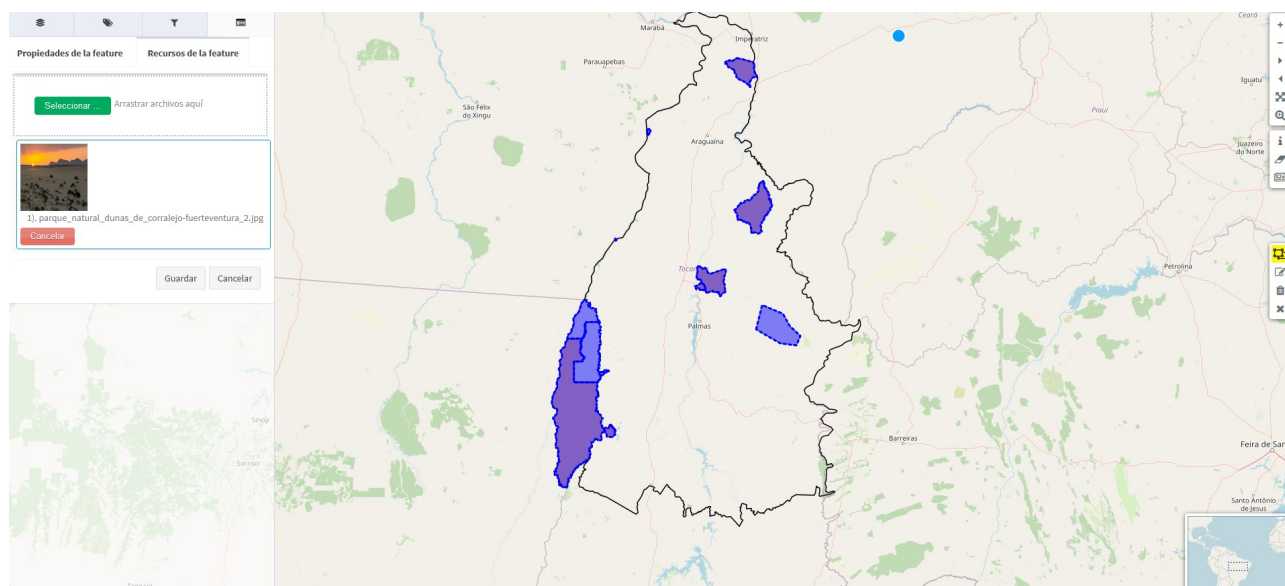 Propiedades de la feature
Recursos de la feature
Seleccionar ...
Arrastrar archivos aquí
1). parque_natural_dunas_de_corralejo-fuerteventura_2.jpg
Cancelar
Guardar
Cancelar
Marabá
Imperatriz
Ceará
Parauapebas
Iguatu
São Félix
do Xingu
Piauí
Araguaína
Juazeiro
do Norte
Petrolina
Palmas
Sinop
Sorriso
Barreiras
Feira de San
Santo Antônio
de Jesus